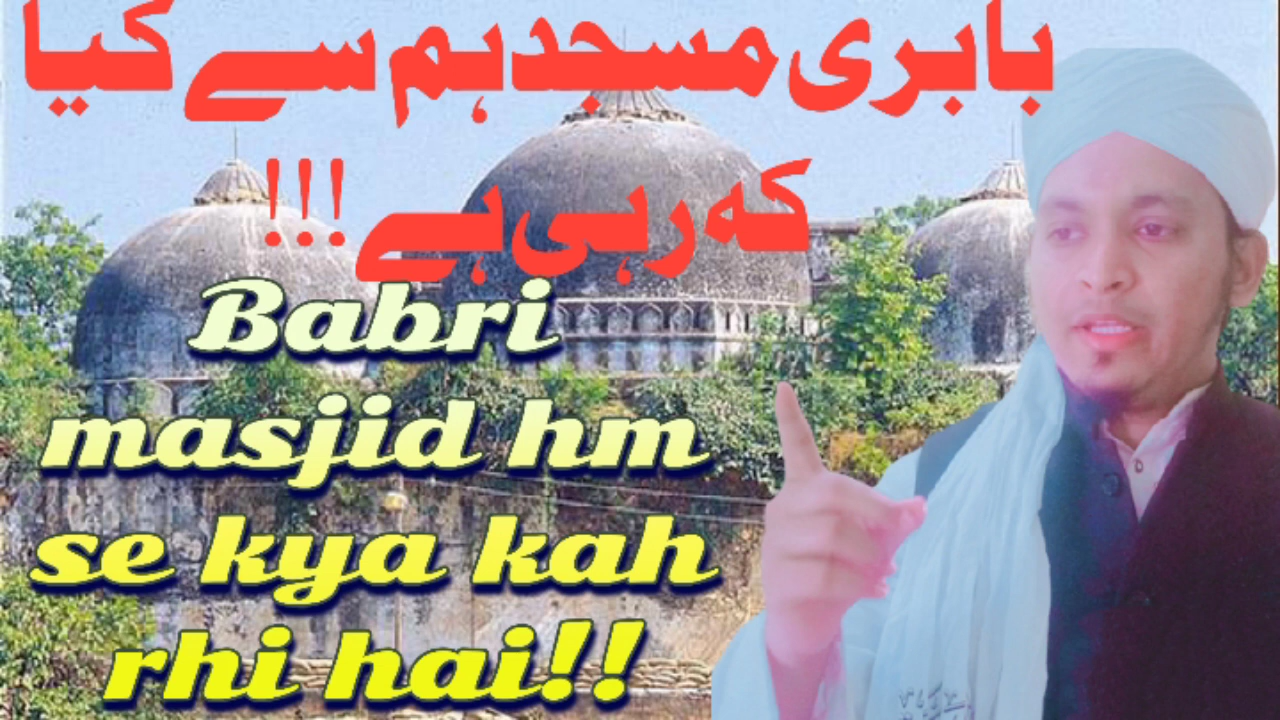 بابری مسجد ہم سے کیا
کہ رہی ہے !!!
Babri
masjid hm
se kya kah
rhi hai!!